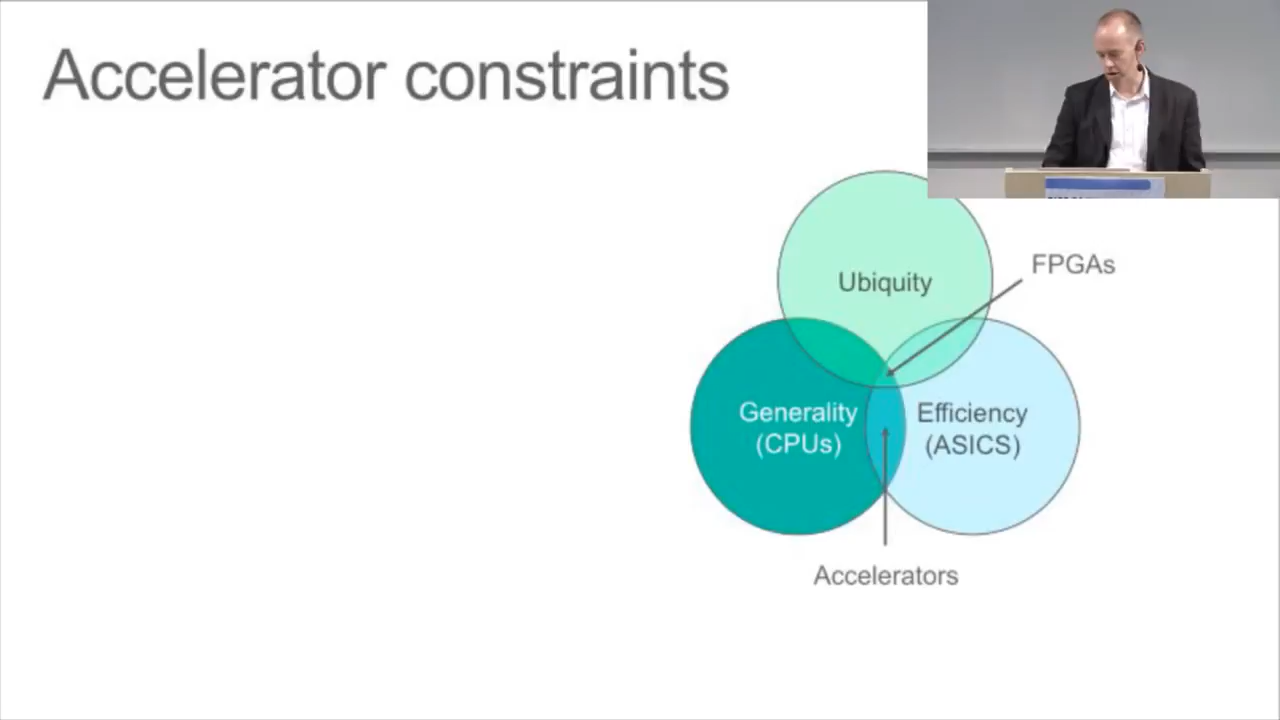 Accelerator constraints
Ubiquity
FPGAs
Generality
(CPUs)
Efficiency
(ASICS)
Accelerators